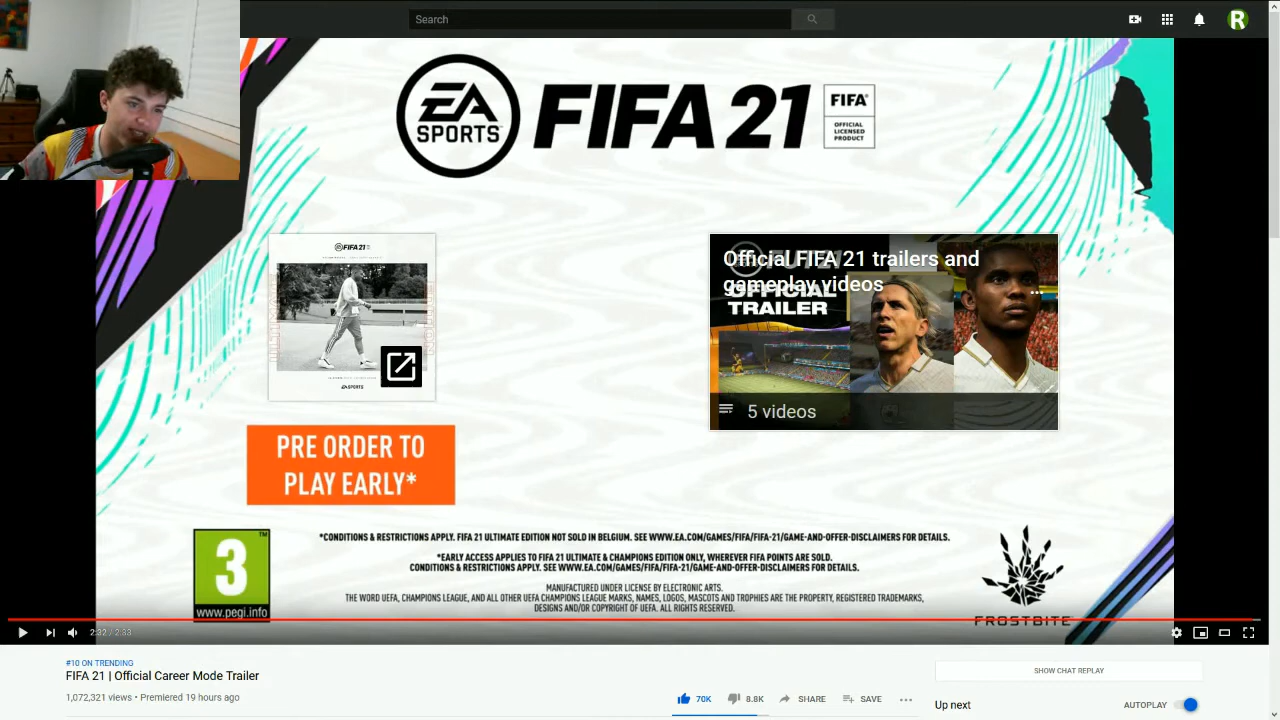 Search
R
EA
SPORTS
FIFA 21
FIFA
OFFICIAL
LICENSED
PRODUCT
FIFA 21
EA SPORTS
Official FIFA 21 trailers and
gameplay videos
OFFICIAL
TRAILER
5 videos
PRE ORDER TO
PLAY EARLY*
3
www.pegi.info
*CONDITIONS & RESTRICTIONS APPLY. FIFA 21 ULTIMATE EDITION NOT SOLD IN BELGIUM. SEE WWW.EA.COM/GAMES/FIFA/FIFA-21/GAME-AND-OFFER-DISCLAIMERS FOR DETAILS.
*EARLY ACCESS APPLIES TO FIFA 21 ULTIMATE & CHAMPIONS EDITION ONLY, WHEREVER FIFA POINTS ARE SOLD.
CONDITIONS & RESTRICTIONS APPLY. SEE WWW.EA.COM/GAMES/FIFA/FIFA-21/GAME-AND-OFFER-DISCLAIMERS FOR DETAILS.
MANUFACTURED UNDER LICENSE BY ELECTRONIC ARTS.
THE WORD UEFA, CHAMPIONS LEAGUE, AND ALL OTHER UEFA CHAMPIONS LEAGUE MARKS, NAMES, LOGOS, MASCOTS AND TROPHIES ARE THE PROPERTY, REGISTERED TRADEMARKS,
DESIGNS AND/OR COPYRIGHT OF UEFA. ALL RIGHTS RESERVED.
FROSTBITE
2:32 / 2:33
#10 ON TRENDING
FIFA 21 | Official Career Mode Trailer
1,072,321 views • Premiered 19 hours ago
70K
8.8K
SHARE
SAVE
SHOW CHAT REPLAY
Up next
AUTOPLAY